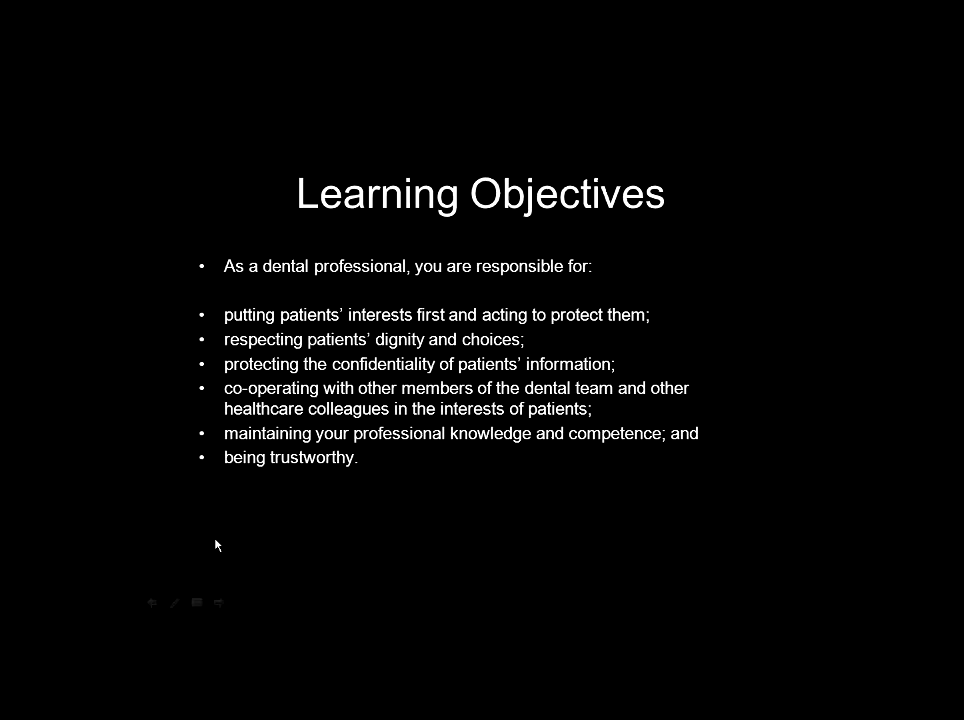 Learning Objectives
• As a dental professional, you are responsible for:
• putting patients’ interests first and acting to protect them;
• respecting patients’ dignity and choices;
• protecting the confidentiality of patients’ information;
• co-operating with other members of the dental team and other
healthcare colleagues in the interests of patients;
• maintaining your professional knowledge and competence; and
• being trustworthy.